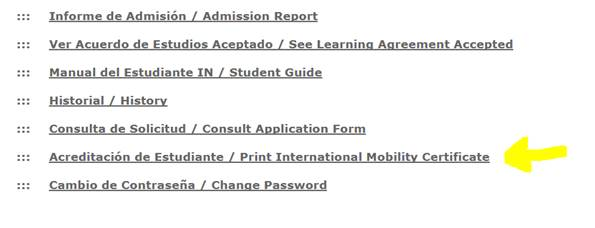 ::: Informe de Admisión / Admission Report
::: Ver Acuerdo de Estudios Aceptado / See Learning Agreement Accepted
::: Manual del Estudiante IN / Student Guide
::: Historial / History
::: Consulta de Solicitud / Consult Application Form
::: Acreditación de Estudiante / Print International Mobility Certificate
::: Cambio de Contraseña / Change Password